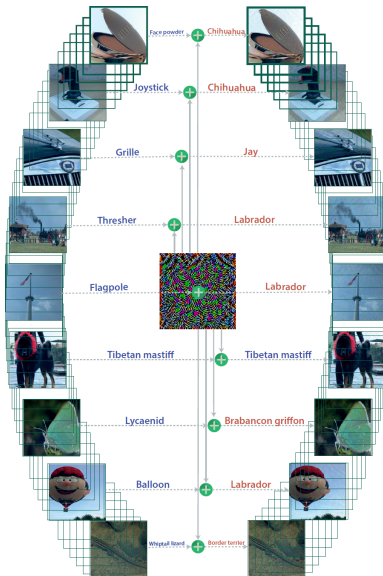 Face powder Chihuahua
Joystick Chihuahua
Grille Jay
Thresher Labrador
Flagpole Labrador
Tibetan mastiff Tibetan mastiff
Lycaenid Brabancon griffon
Balloon Labrador
Whiptail lizard Border terrier